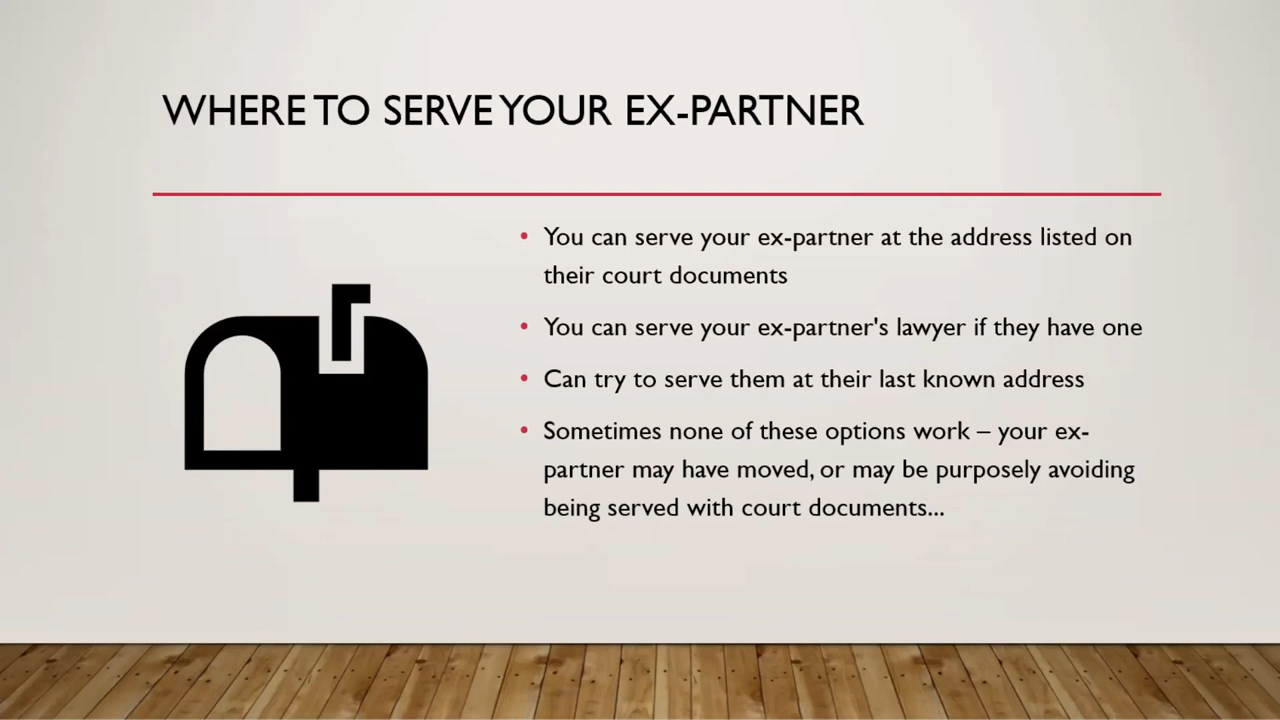 WHERE TO SERVE YOUR EX-PARTNER
• You can serve your ex-partner at the address listed on
their court documents
• You can serve your ex-partner's lawyer if they have one
• Can try to serve them at their last known address
• Sometimes none of these options work – your ex-
partner may have moved, or may be purposely avoiding
being served with court documents...